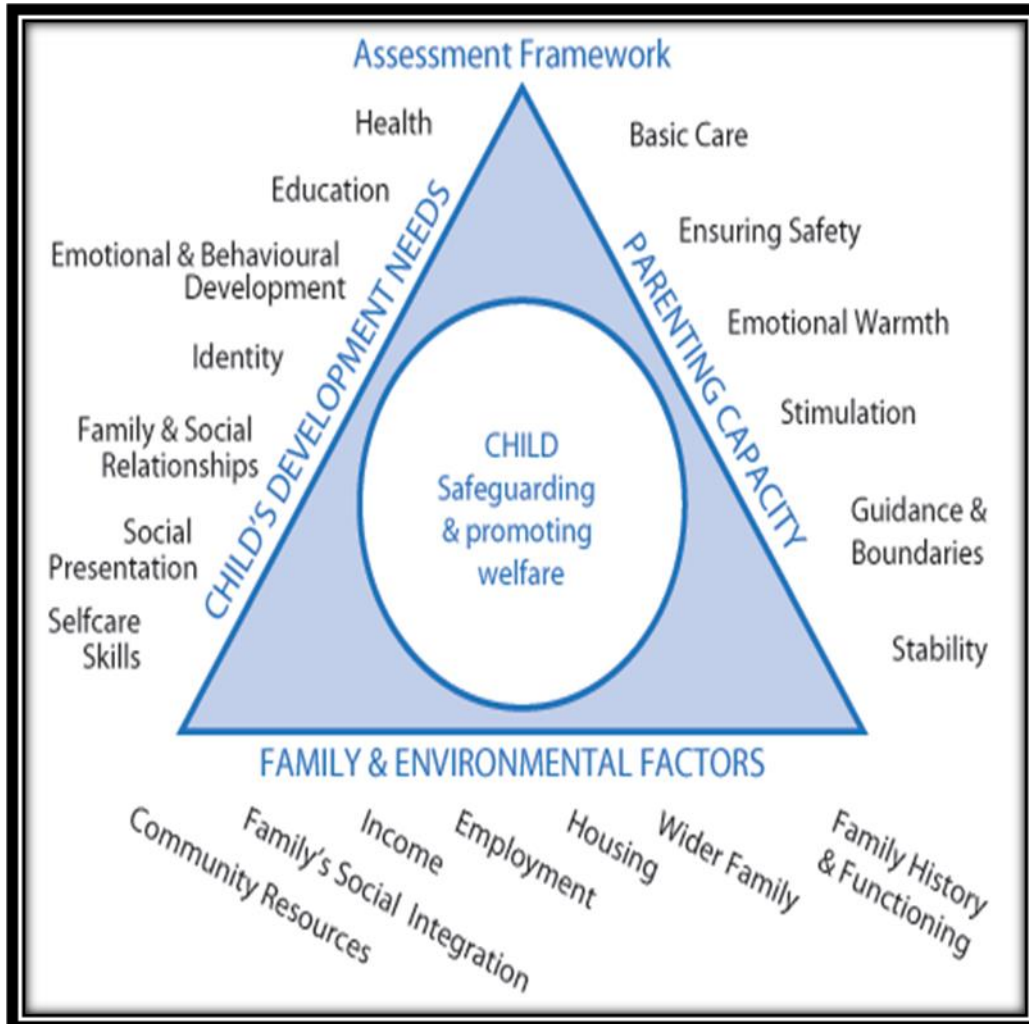 Assessment Framework
Health
Education
Emotional & Behavioural
Development
Identity
Family & Social
Relationships
Social
Presentation
Selfcare
Skills
CHILD'S DEVELOPMENT NEEDS
CHILD
Safeguarding
& promoting
welfare
PARENTING CAPACITY
Basic Care
Ensuring Safety
Emotional Warmth
Stimulation
Guidance &
Boundaries
Stability
FAMILY & ENVIRONMENTAL FACTORS
Community Resources
Family's Social Integration
Income
Employment
Housing
Wider Family
Family History
& Functioning